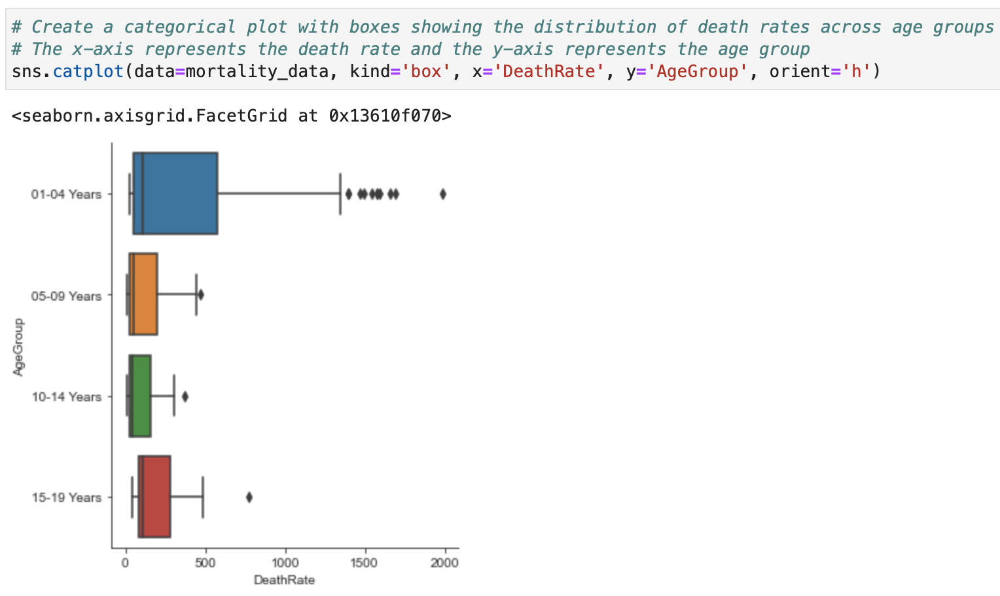 # Create a categorical plot with boxes showing the distribution of death rates across age groups
# The x-axis represents the death rate and the y-axis represents the age group
sns.catplot(data=mortality_data, kind='box', x='DeathRate', y='AgeGroup', orient='h')
<seaborn.axisgrid.FacetGrid at 0x13610f070>
01-04 Years
05-09 Years
AgeGroup
10-14 Years
15-19 Years
0 500 1000 1500 2000
DeathRate